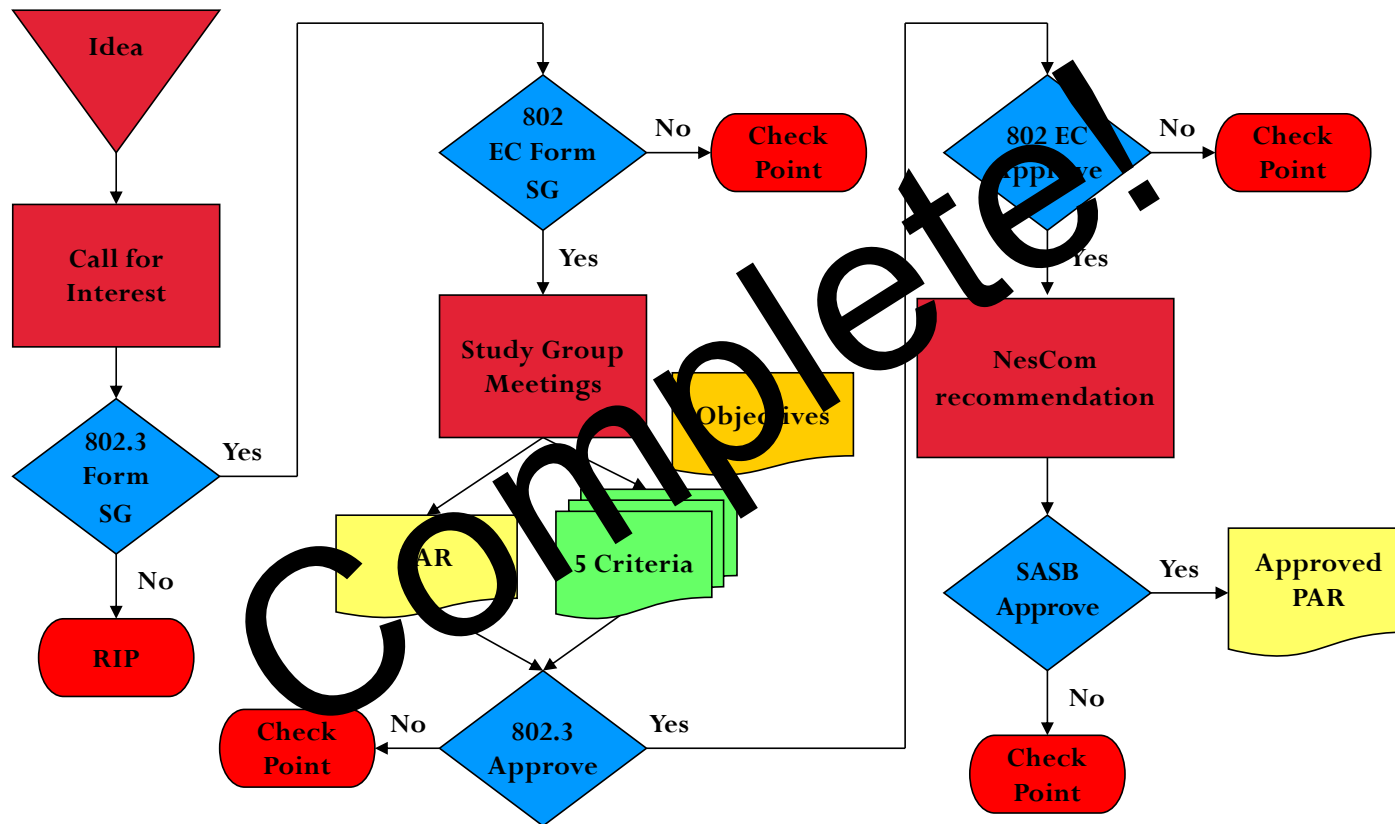 Idea
Call for
Interest
802.3
Form
SG
Yes
No
RIP
802
EC Form
SG
No
Check
Point
Yes
Study Group
Meetings
Objectives
PAR
5 Criteria
802.3
Approve
No
Check
Point
Yes
802 EC
Approve
No
Check
Point
Yes
NesCom
recommendation
SASB
Approve
Yes
Approved
PAR
No
Check
Point
Complete!